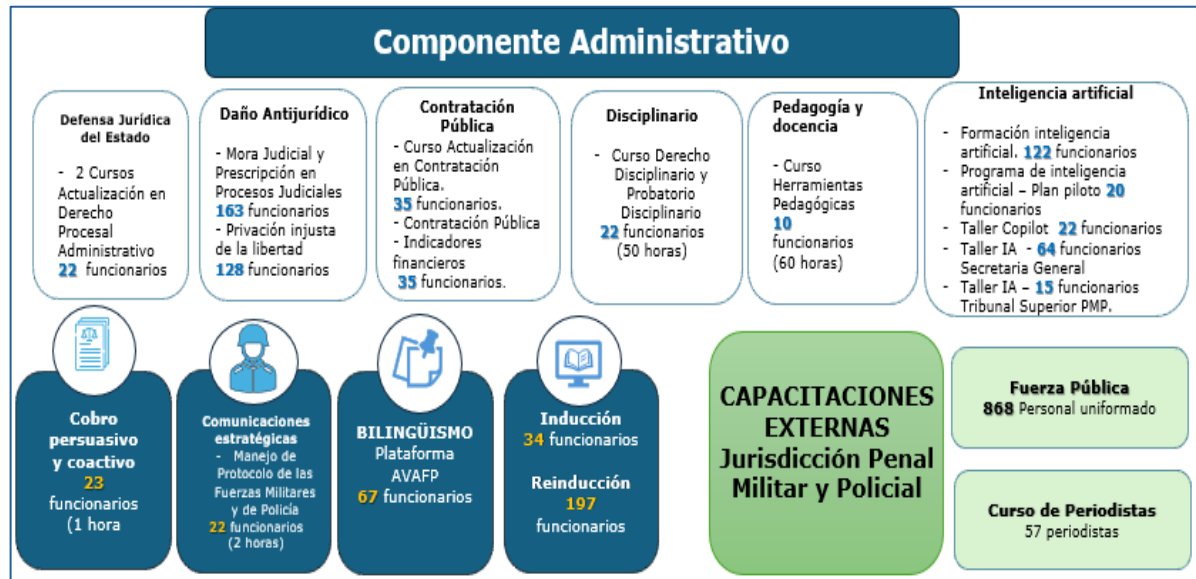 Componente Administrativo
Defensa Jurídica
del Estado
- 2 Cursos
Actualización en
Derecho
Procesal
Administrativo
22 funcionarios
Daño Antijurídico
- Mora Judicial y
Prescripción en
Procesos Judiciales
163 funcionarios
- Privación injusta
de la libertad
128 funcionarios
Contratación
Pública
- Curso Actualización
en Contratación
Pública.
35 funcionarios.
- Contratación Pública
- Indicadores
financieros
35 funcionarios.
Disciplinario
- Curso Derecho
Disciplinario y
Probatorio
Disciplinario
22 funcionarios
(50 horas)
Pedagogía y
docencia
- Curso
Herramientas
Pedagógicas
10
funcionarios
(60 horas)
Inteligencia artificial
- Formación inteligencia
artificial. 122 funcionarios
- Programa de inteligencia
artificial – Plan piloto 20
funcionarios
- Taller Copilot 22 funcionarios
- Taller IA - 64 funcionarios
Secretaria General
- Taller IA – 15 funcionarios
Tribunal Superior PMP.
Cobro
persuasivo
y coactivo
23
funcionarios
(1 hora
Comunicaciones
estratégicas
- Manejo de
Protocolo de las
Fuerzas Militares
y de Policía
22 funcionarios
(2 horas)
BILINGÜISMO
Plataforma
AVAFP
67 funcionarios
Inducción
34 funcionarios
Reinducción
197
funcionarios
CAPACITACIONES
EXTERNAS
Jurisdicción Penal
Militar y Policial
Fuerza Pública
868 Personal uniformado
Curso de Periodistas
57 periodistas